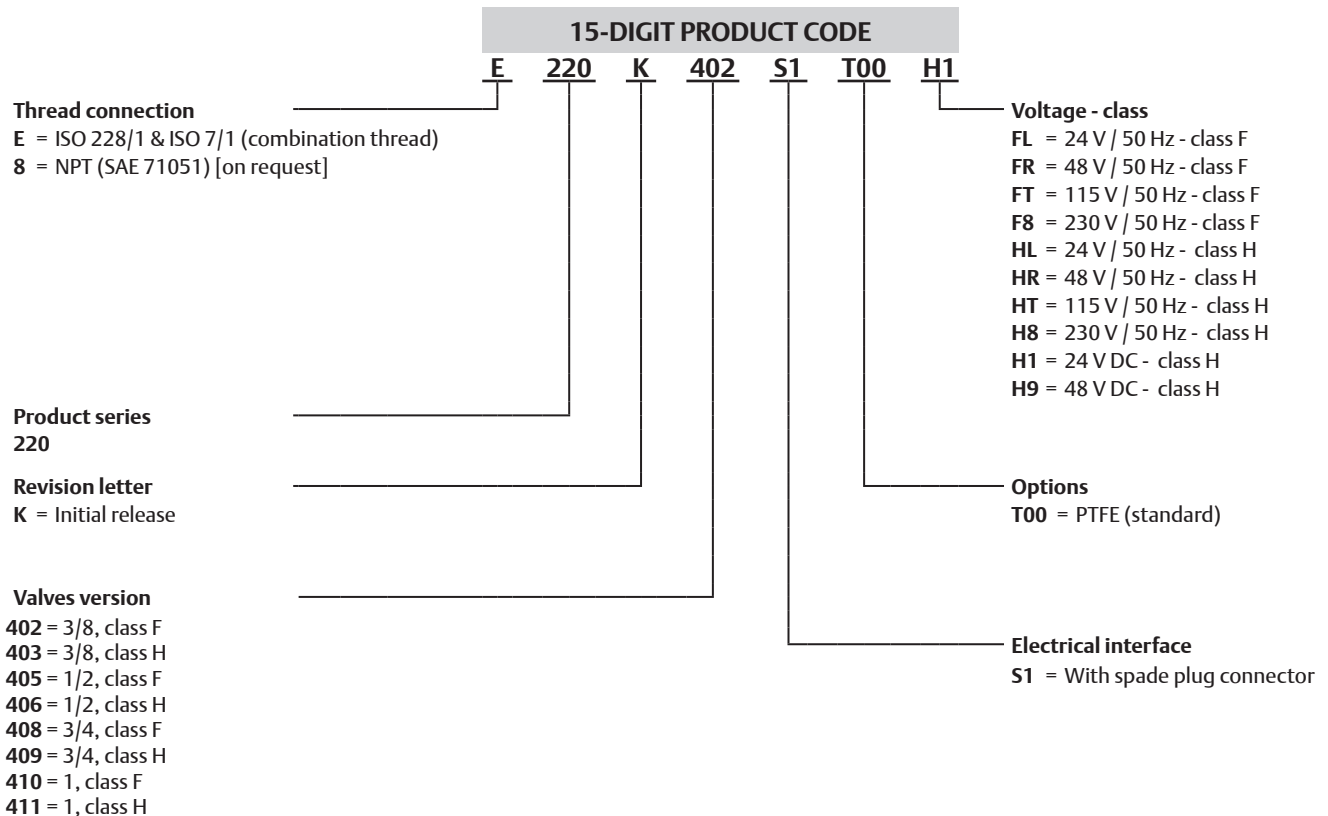 15-DIGIT PRODUCT CODE
E 220 K 402 S1 T00 H1
Thread connection
E = ISO 228/1 & ISO 7/1 (combination thread)
8 = NPT (SAE 71051) [on request]
Product series
220
Revision letter
K = Initial release
Valves version
402 = 3/8, class F
403 = 3/8, class H
405 = 1/2, class F
406 = 1/2, class H
408 = 3/4, class F
409 = 3/4, class H
410 = 1, class F
411 = 1, class H
Voltage - class
FL = 24 V / 50 Hz - class F
FR = 48 V / 50 Hz - class F
FT = 115 V / 50 Hz - class F
F8 = 230 V / 50 Hz - class F
HL = 24 V / 50 Hz - class H
HR = 48 V / 50 Hz - class H
HT = 115 V / 50 Hz - class H
H8 = 230 V / 50 Hz - class H
H1 = 24 V DC - class H
H9 = 48 V DC - class H
Options
T00 = PTFE (standard)
Electrical interface
S1 = With spade plug connector